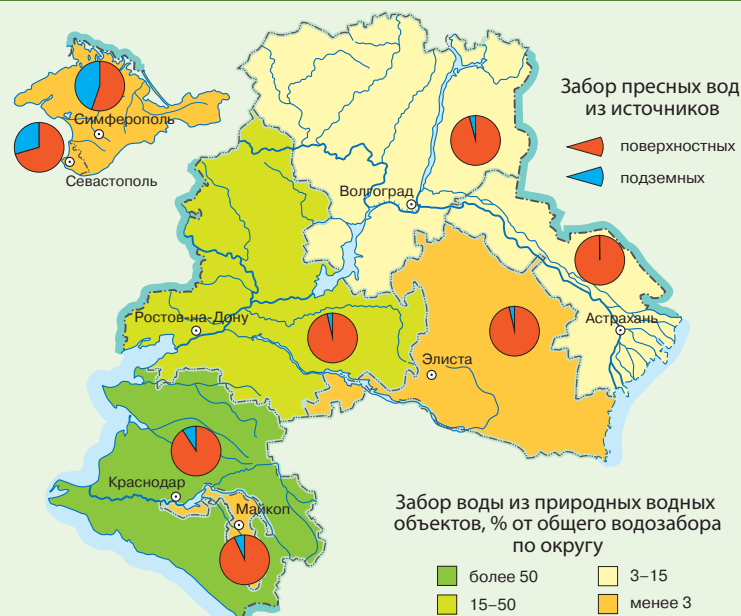 Забор пресных вод
из источников
поверхностных
подземных
Симферополь
Севастополь
Волгоград
Астрахань
Ростов-на-Дону
Элиста
Краснодар
Майкоп
Забор воды из природных водных
объектов, % от общего водозабора
по округу
более 50
15–50
3–15
менее 3